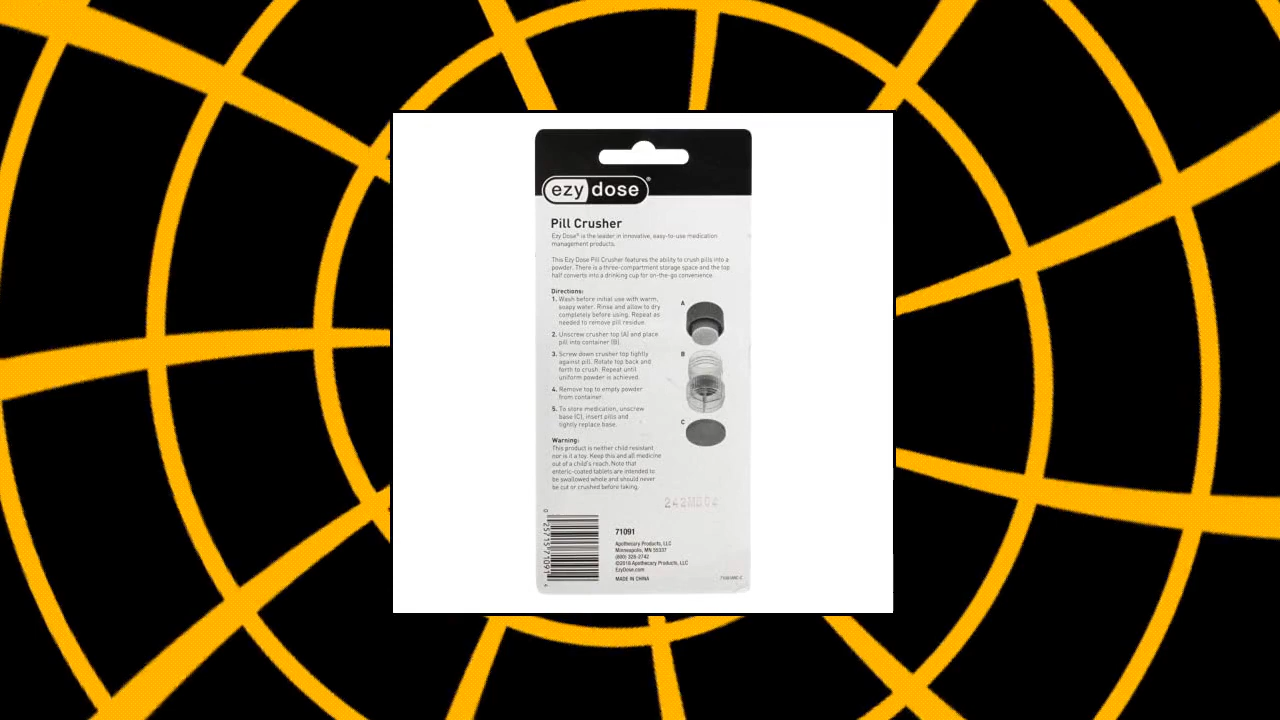 ezy dose®
Pill Crusher
Ezy Dose® is the leader in innovative, easy-to-use medication
management products.
This Ezy Dose Pill Crusher features the ability to crush pills into a
powder. There is a three-compartment storage space and the top
half converts into a drinking cup for on-the-go convenience.
Directions:
1. Wash before initial use with warm,
soapy water. Rinse and allow to dry
completely before using. Repeat as
needed to remove pill residue.
2. Unscrew crusher top (A) and place
pill into container (B).
3. Screw down crusher top tightly
against pill. Rotate top back and
forth to crush. Repeat until
uniform powder is achieved.
4. Remove top to empty powder
from container.
5. To store medication, unscrew
base (C), insert pills and
tightly replace base.
A
B
C
Warning:
This product is neither child resistant
nor is it a toy. Keep this and all medicine
out of a child's reach. Note that
enteric-coated tablets are intended to
be swallowed whole and should never
be cut or crushed before taking.
0 25715 71091 4
71091
Apothecary Products, LLC
Minneapolis, MN 55337
(800) 328-2742
©2018 Apothecary Products, LLC
EzyDose.com
MADE IN CHINA